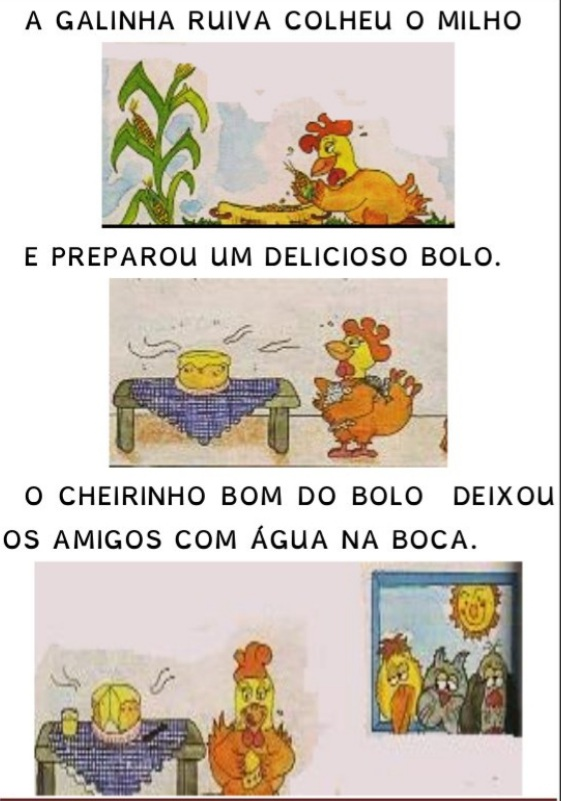 A GALINHA RUIVA COLHEU O MILHO
E PREPAROU UM DELICIOSO BOLO.
O CHEIRINHO BOM DO BOLO DEIXOU
OS AMIGOS COM ÁGUA NA BOCA.